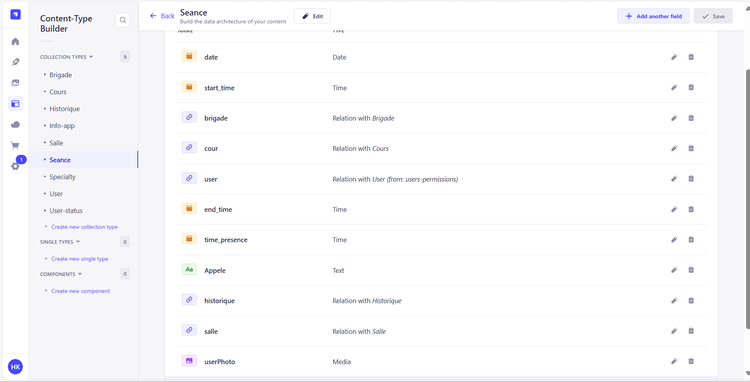 Content-Type
Builder
COLLECTION TYPES
9
Brigade
Cours
Historique
Info-app
Salle
Seance
Specialty
User
User-status
Create new collection type
SINGLE TYPES
0
Create new single type
COMPONENTS
0
Create new component
1
HK
Back
Seance
Build the data architecture of your content
Edit
Add another field
Save
NAME TYPE
date Date
start_time Time
brigade Relation with Brigade
cour Relation with Cours
user Relation with User (from: users-permissions)
end_time Time
time_presence Time
Aa Appele Text
historique Relation with Historique
salle Relation with Salle
userPhoto Media